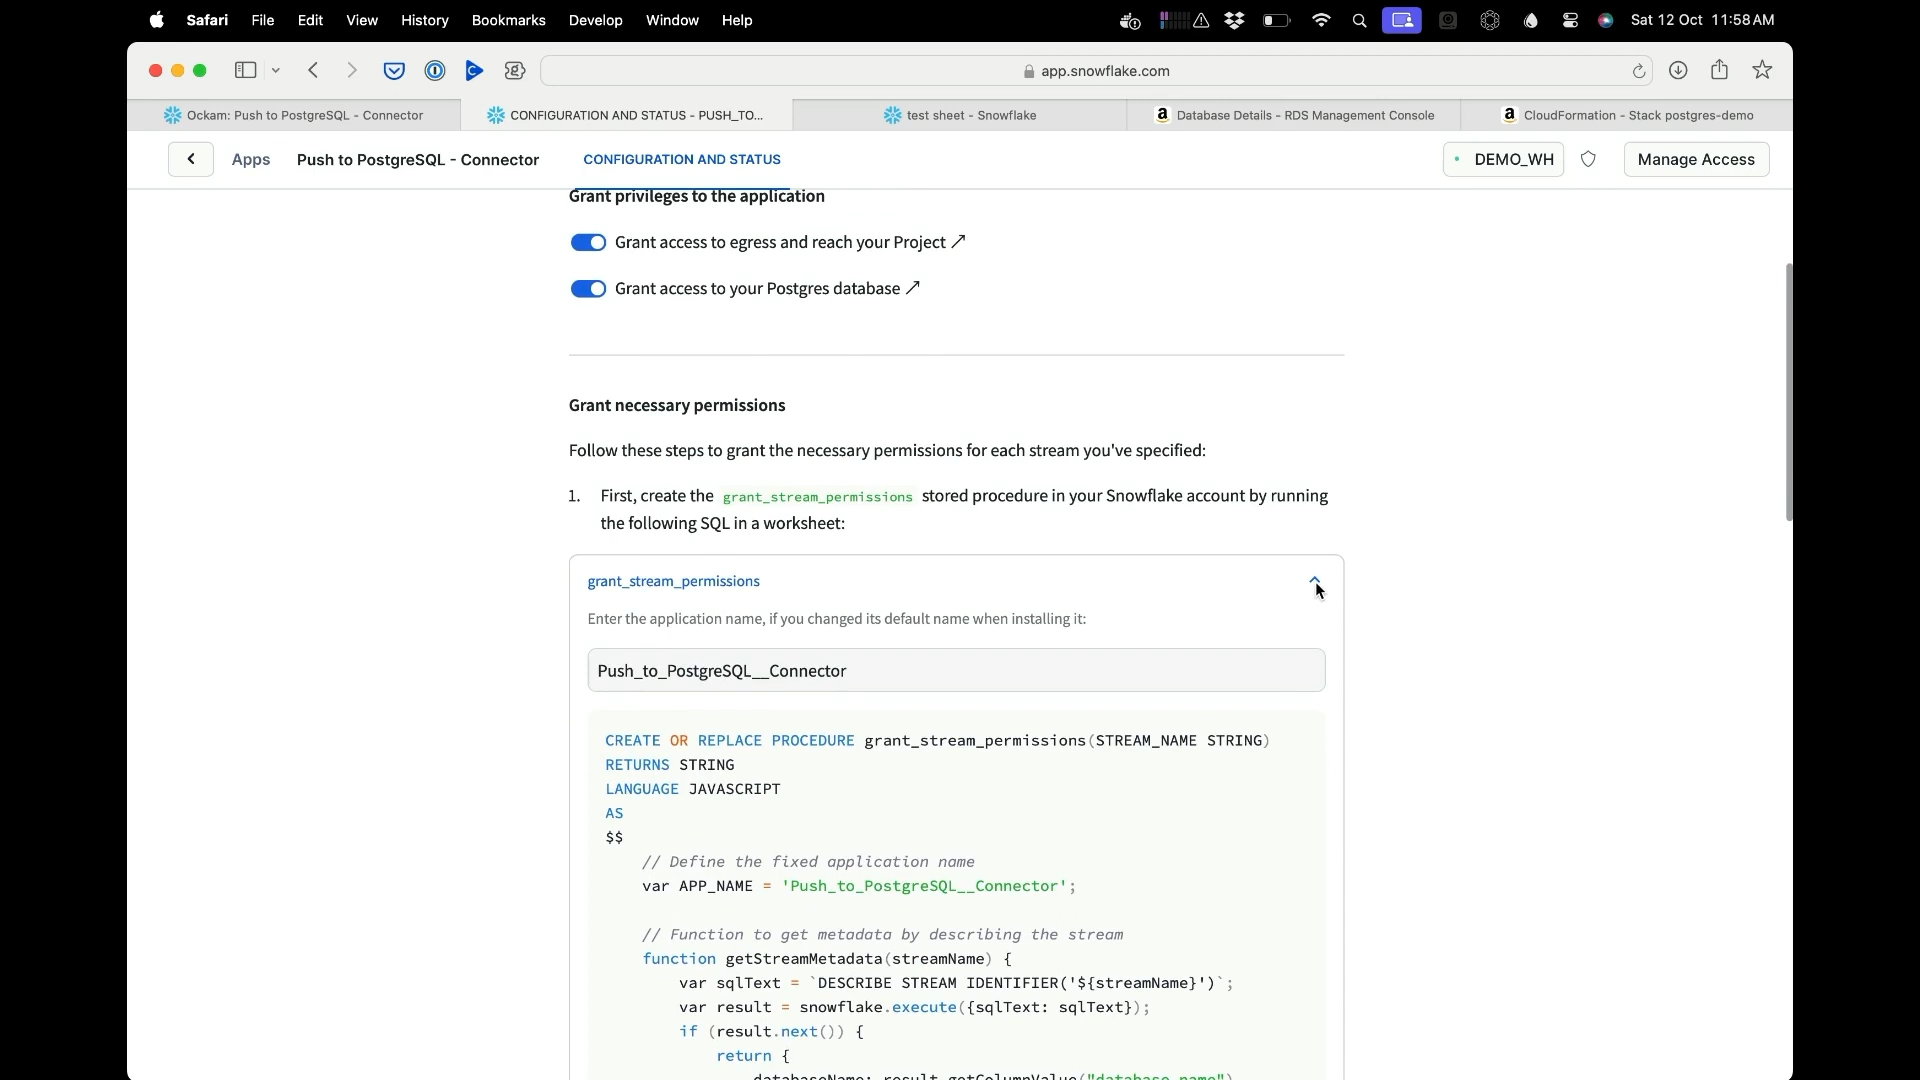 Safari File Edit View History Bookmarks Develop Window Help Sat 12 Oct 11:58 AM
app.snowflake.com
Ockam: Push to PostgreSQL - Connector
CONFIGURATION AND STATUS - PUSH_TO...
test sheet - Snowflake
Database Details - RDS Management Console
CloudFormation - Stack postgres-demo
Apps Push to PostgreSQL - Connector CONFIGURATION AND STATUS DEMO_WH Manage Access
Grant privileges to the application
Grant access to egress and reach your Project ↗
Grant access to your Postgres database ↗
Grant necessary permissions
Follow these steps to grant the necessary permissions for each stream you've specified:
1. First, create the grant_stream_permissions stored procedure in your Snowflake account by running
the following SQL in a worksheet:
grant_stream_permissions
Enter the application name, if you changed its default name when installing it:
Push_to_PostgreSQL__Connector
CREATE OR REPLACE PROCEDURE grant_stream_permissions(STREAM_NAME STRING)
RETURNS STRING
LANGUAGE JAVASCRIPT
AS
$$
// Define the fixed application name
var APP_NAME = 'Push_to_PostgreSQL__Connector';
// Function to get metadata by describing the stream
function getStreamMetadata(streamName) {
var sqlText = `DESCRIBE STREAM IDENTIFIER('${streamName}')`;
var result = snowflake.execute({sqlText: sqlText});
if (result.next()) {
return {
databaseName: result.getColumnValue("database_name")